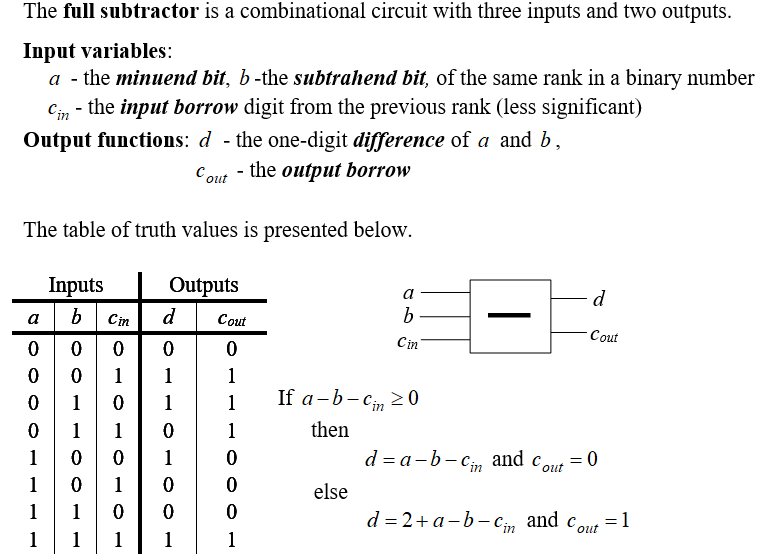 The full subtractor is a combinational circuit with three inputs and two outputs.
Input variables:
a - the minuend bit, b -the subtrahend bit, of the same rank in a binary number
c_in - the input borrow digit from the previous rank (less significant)
Output functions: d - the one-digit difference of a and b ,
c_out - the output borrow
The table of truth values is presented below.
Inputs Outputs
a b c_in d c_out
0 0 0 0 0
0 0 1 1 1
0 1 0 1 1
0 1 1 0 1
1 0 0 1 0
1 0 1 0 0
1 1 0 0 0
1 1 1 1 1
a
b
c_in
d
c_out
If a − b − c_in ≥ 0
then
d = a − b − c_in and c_out = 0
else
d = 2 + a − b − c_in and c_out = 1